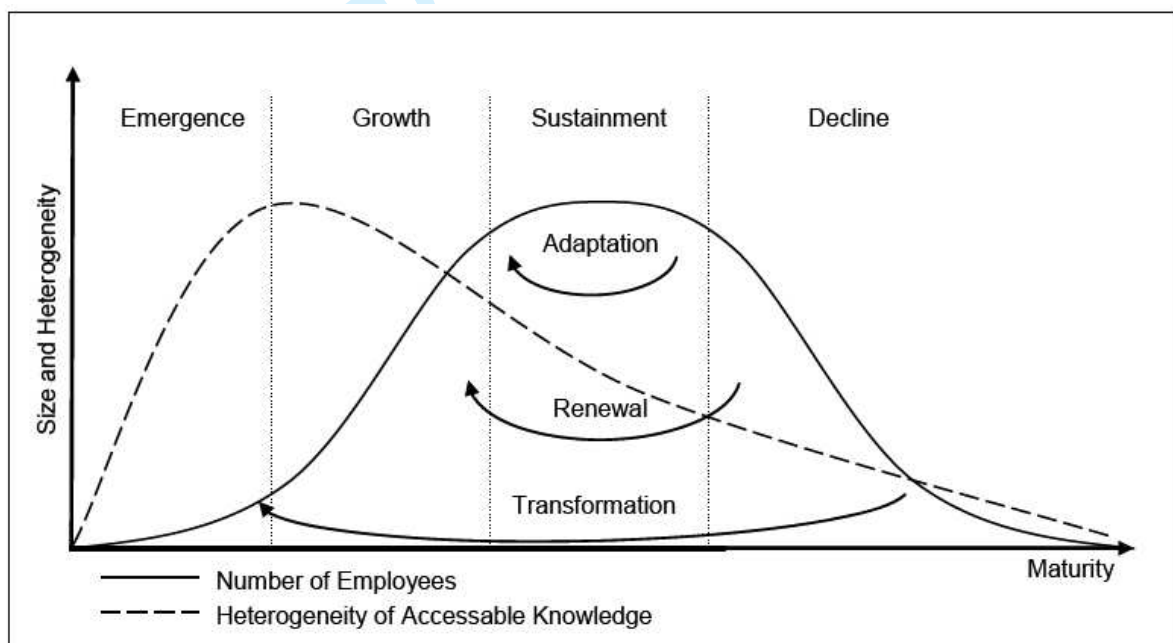 Emergence
Growth
Sustainment
Decline
Size and Heterogeneity
Adaptation
Renewal
Transformation
Maturity
Number of Employees
Heterogeneity of Accessable Knowledge